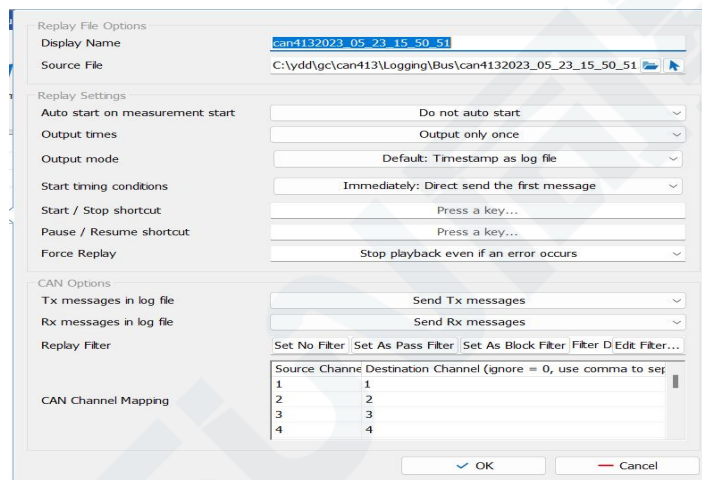 Replay File Options
Display Name can4132023_05_23_15_50_51
Source File C:\ydd\gc\can413\Logging\Bus\can4132023_05_23_15_50_51
Replay Settings
Auto start on measurement start Do not auto start
Output times Output only once
Output mode Default: Timestamp as log file
Start timing conditions Immediately: Direct send the first message
Start / Stop shortcut Press a key...
Pause / Resume shortcut Press a key...
Force Replay Stop playback even if an error occurs
CAN Options
Tx messages in log file Send Tx messages
Rx messages in log file Send Rx messages
Replay Filter Set No Filter Set As Pass Filter Set As Block Filter Filter D Edit Filter...
Source Channe Destination Channel (ignore = 0, use comma to sep
1 1
2 2
CAN Channel Mapping
3 3
4 4
OK Cancel